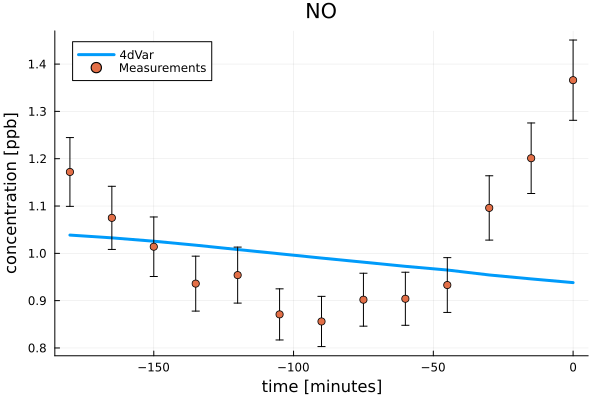 NO
4dVar
Measurements
concentration [ppb]
1.4
1.3
1.2
1.1
1.0
0.9
0.8
−150
−100
−50
0
time [minutes]